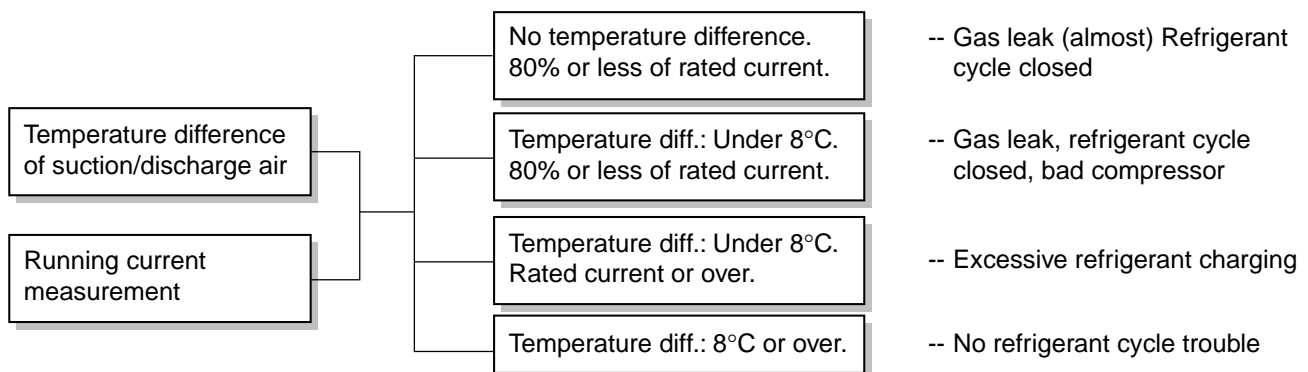 Temperature difference
of suction/discharge air
Running current
measurement
No temperature difference.
80% or less of rated current.
-- Gas leak (almost) Refrigerant
cycle closed
Temperature diff.: Under 8°C.
80% or less of rated current.
-- Gas leak, refrigerant cycle
closed, bad compressor
Temperature diff.: Under 8°C.
Rated current or over.
-- Excessive refrigerant charging
Temperature diff.: 8°C or over.
-- No refrigerant cycle trouble